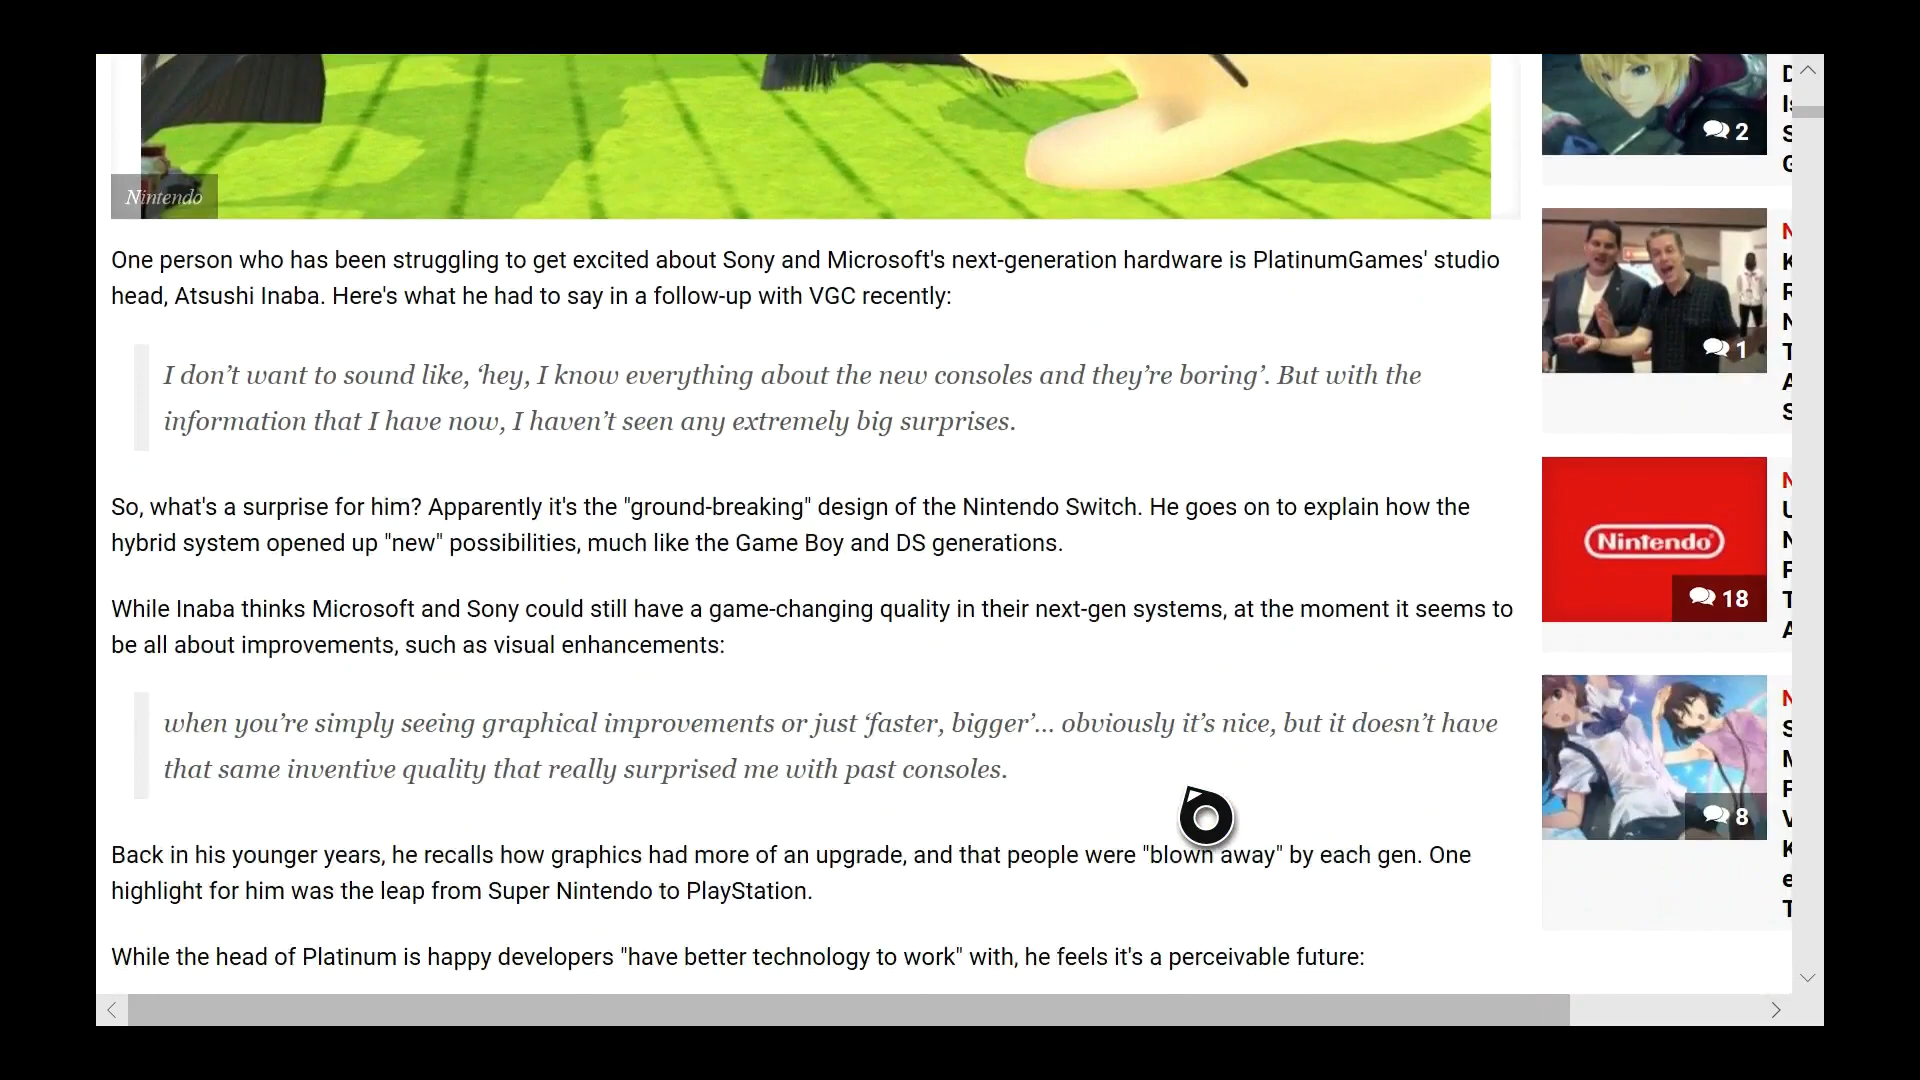 Nintendo
One person who has been struggling to get excited about Sony and Microsoft's next-generation hardware is PlatinumGames' studio
head, Atsushi Inaba. Here's what he had to say in a follow-up with VGC recently:
I don’t want to sound like, ‘hey, I know everything about the new consoles and they’re boring’. But with the
information that I have now, I haven’t seen any extremely big surprises.
So, what's a surprise for him? Apparently it's the "ground-breaking" design of the Nintendo Switch. He goes on to explain how the
hybrid system opened up "new" possibilities, much like the Game Boy and DS generations.
While Inaba thinks Microsoft and Sony could still have a game-changing quality in their next-gen systems, at the moment it seems to
be all about improvements, such as visual enhancements:
when you’re simply seeing graphical improvements or just ‘faster, bigger’... obviously it’s nice, but it doesn’t have
that same inventive quality that really surprised me with past consoles.
Back in his younger years, he recalls how graphics had more of an upgrade, and that people were "blown away" by each gen. One
highlight for him was the leap from Super Nintendo to PlayStation.
While the head of Platinum is happy developers "have better technology to work" with, he feels it's a perceivable future:
2
1
Nintendo
18
8